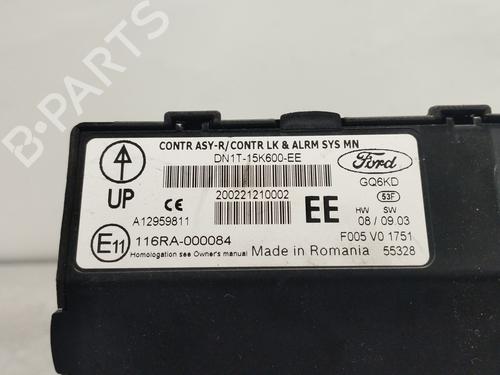 CONTR ASY-R/CONTR LK & ALRM SYS MN
DN1T-15K600-EE
Ford
GQ6KD
53F
UP
CE
200221210002
EE
HW SW
08 / 09.03
A12959811
E11
116RA-000084
F005 V0 1751
Homologation see Owner's manual
Made in Romania
55328
B-PARTS